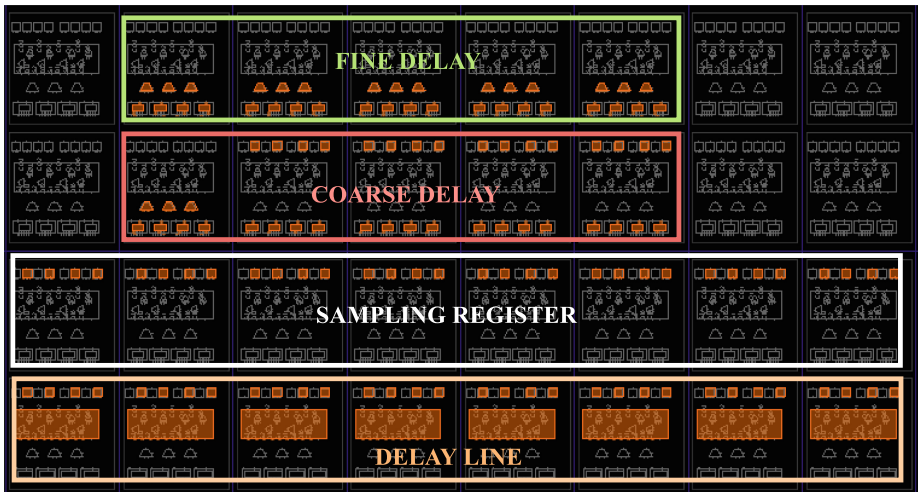 FINE DELAY
COARSE DELAY
SAMPLING REGISTER
DELAY LINE